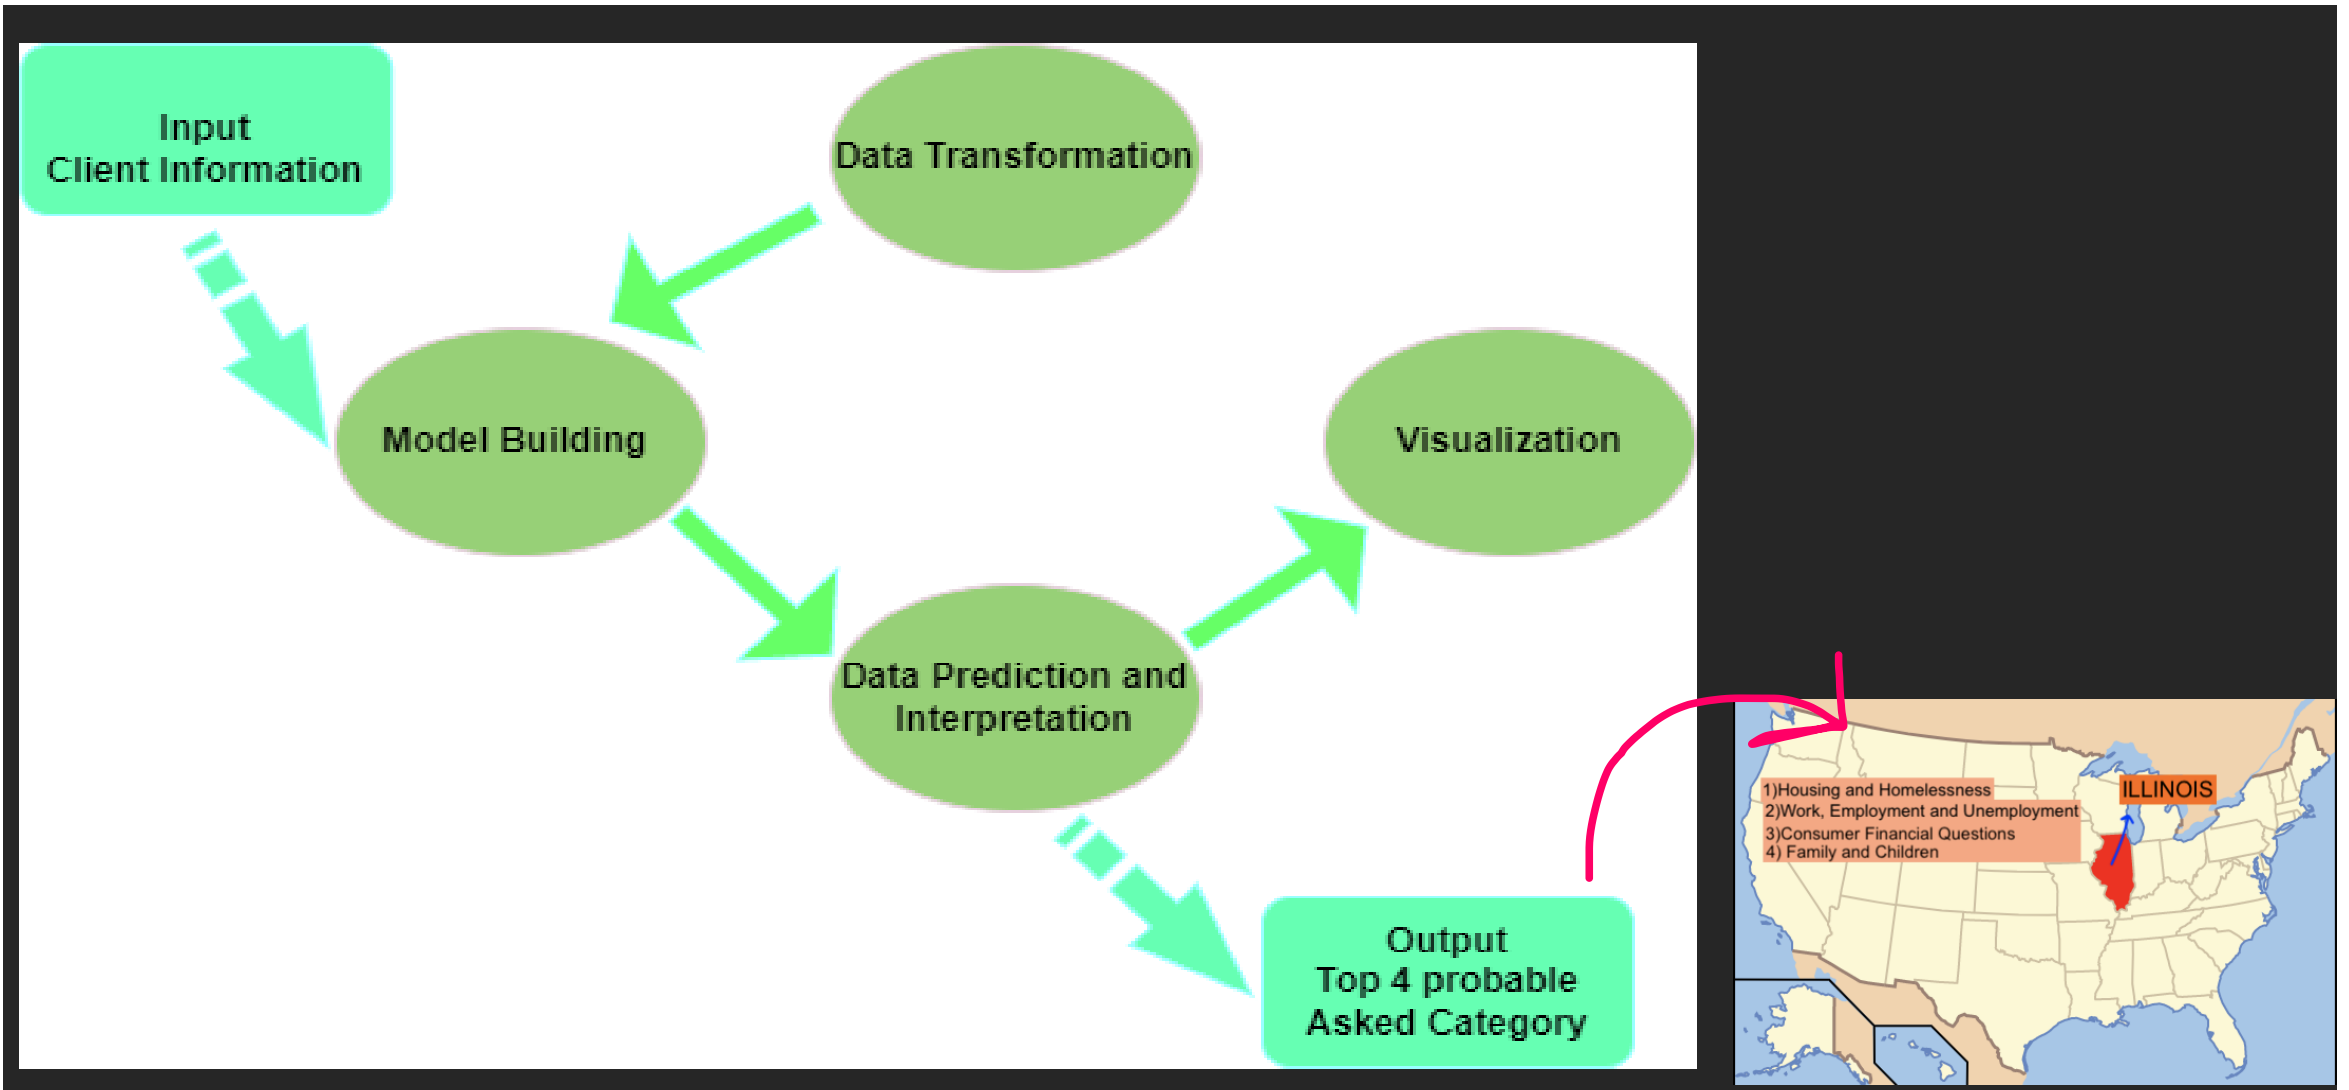 Input
Client Information
Data Transformation
Model Building
Visualization
Data Prediction and
Interpretation
Output
Top 4 probable
Asked Category
ILLINOIS
1)Housing and Homelessness
2)Work, Employment and Unemployment
3)Consumer Financial Questions
4) Family and Children